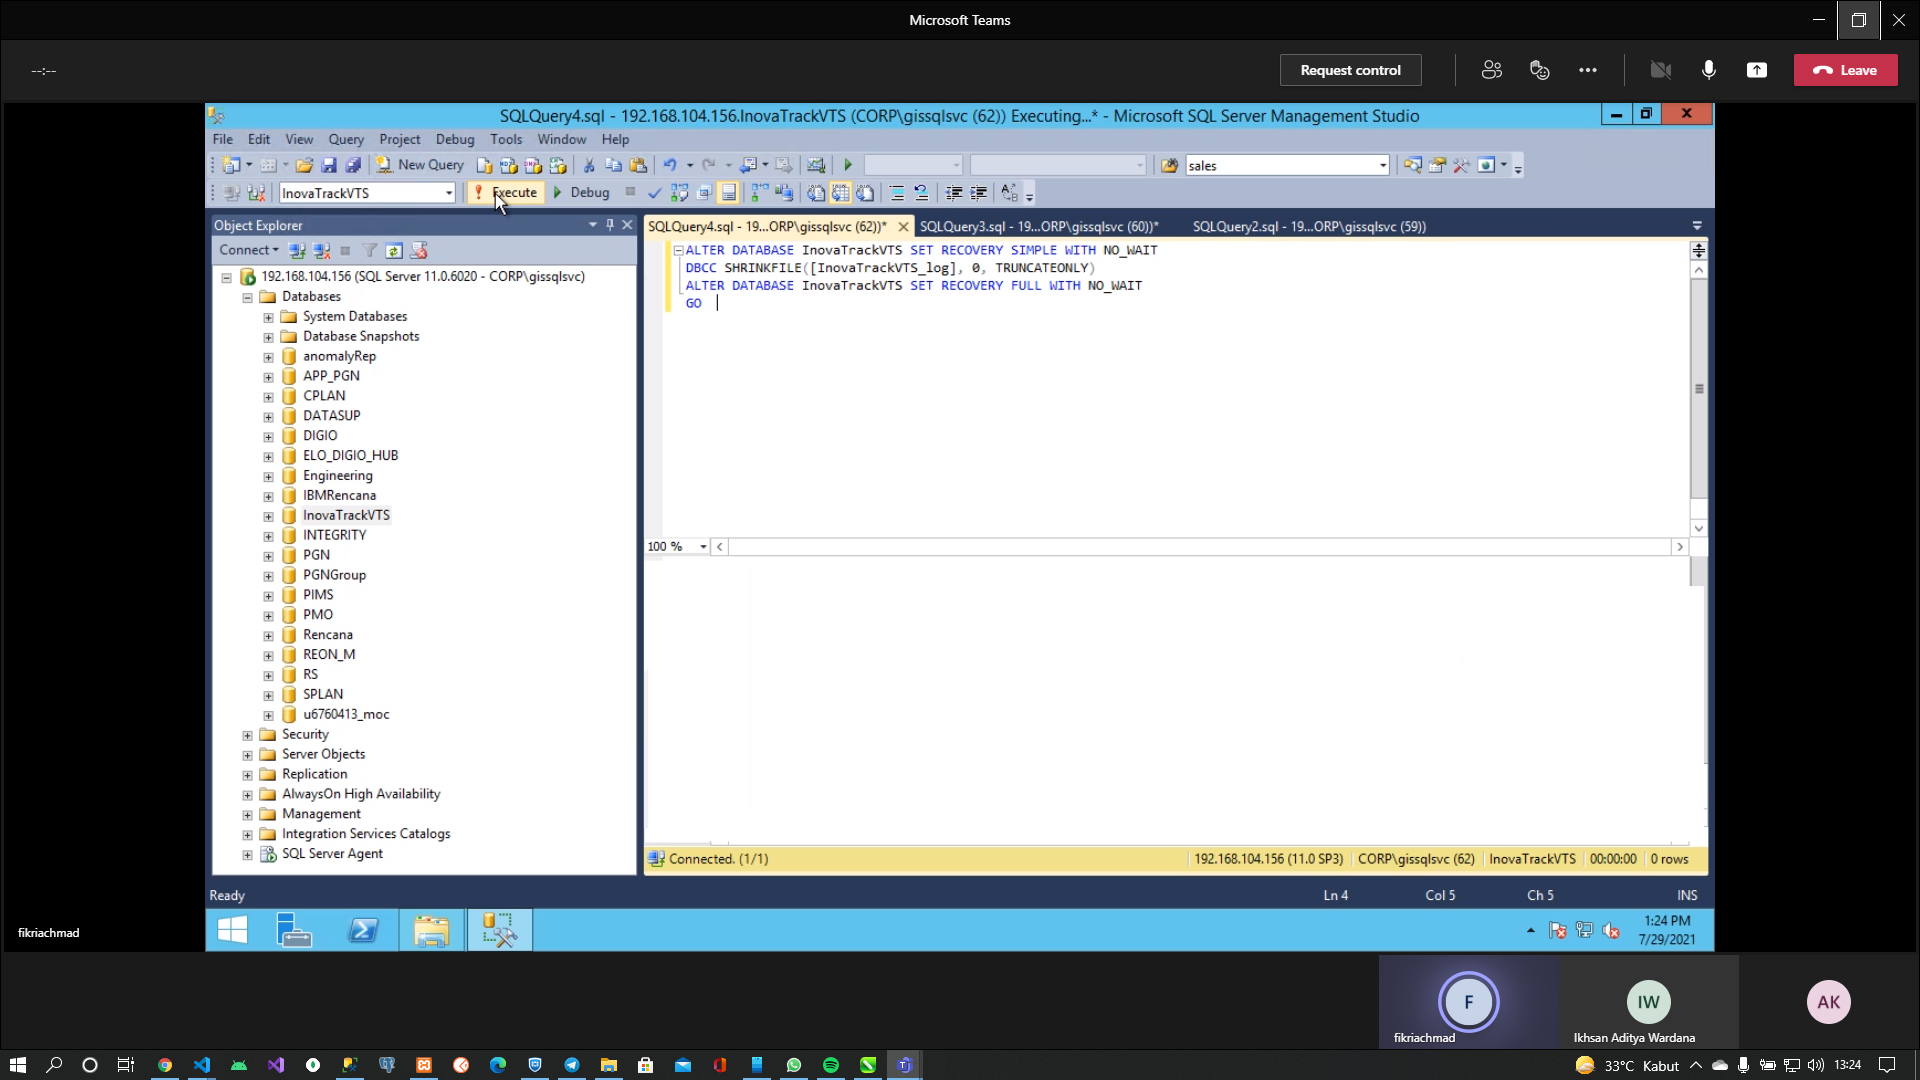 Microsoft Teams
--:--
Request control
Leave
SQLQuery4.sql - 192.168.104.156.InovaTrackVTS (CORP\gissqlsvc (62)) Executing...* - Microsoft SQL Server Management Studio
File Edit View Query Project Debug Tools Window Help
New Query
sales
InovaTrackVTS
! Execute
Debug
Object Explorer
SQLQuery4.sql - 19...ORP\gissqlsvc (62))*
SQLQuery3.sql - 19...ORP\gissqlsvc (60))*
SQLQuery2.sql - 19...ORP\gissqlsvc (59))
Connect
ALTER DATABASE InovaTrackVTS SET RECOVERY SIMPLE WITH NO_WAIT
DBCC SHRINKFILE([InovaTrackVTS_log], 0, TRUNCATEONLY)
ALTER DATABASE InovaTrackVTS SET RECOVERY FULL WITH NO_WAIT
GO
192.168.104.156 (SQL Server 11.0.6020 - CORP\gissqlsvc)
Databases
System Databases
Database Snapshots
anomalyRep
APP_PGN
CPLAN
DATASUP
DIGIO
ELO_DIGIO_HUB
Engineering
IBMRencana
InovaTrackVTS
INTEGRITY
PGN
PGNGroup
PIMS
PMO
Rencana
REON_M
RS
SPLAN
u6760413_moc
Security
Server Objects
Replication
AlwaysOn High Availability
Management
Integration Services Catalogs
SQL Server Agent
100 %
Connected. (1/1)
192.168.104.156 (11.0 SP3)
CORP\gissqlsvc (62)
InovaTrackVTS
00:00:00
0 rows
Ready
Ln 4
Col 5
Ch 5
INS
1:24 PM
7/29/2021
fikriachmad
F
fikriachmad
IW
Ikhsan Aditya Wardana
AK
33°C Kabut
13:24